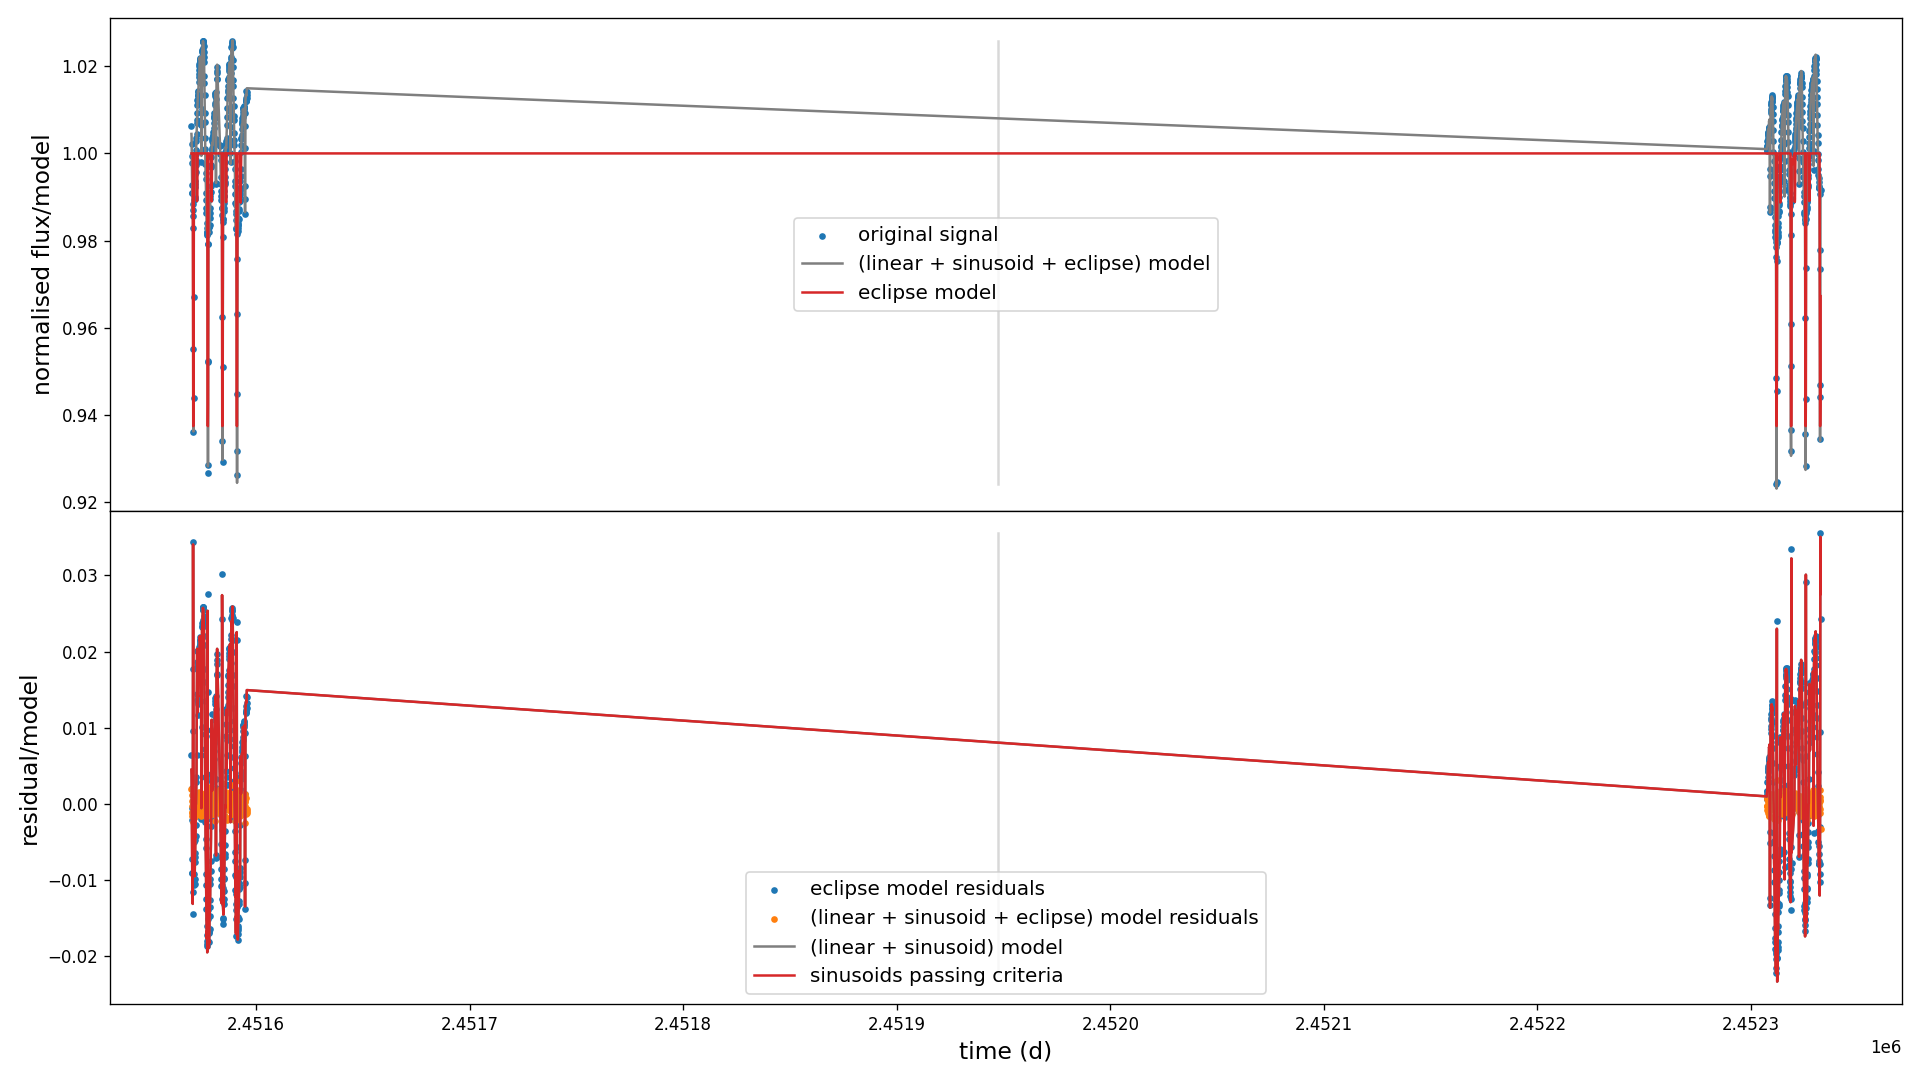 1.02
1.00
0.98
0.96
0.94
0.92
normalised flux/model
original signal
(linear + sinusoid + eclipse) model
eclipse model
0.03
0.02
0.01
0.00
−0.01
−0.02
residual/model
eclipse model residuals
(linear + sinusoid + eclipse) model residuals
(linear + sinusoid) model
sinusoids passing criteria
2.4516 2.4517 2.4518 2.4519 2.4520 2.4521 2.4522 2.4523
1e6
time (d)